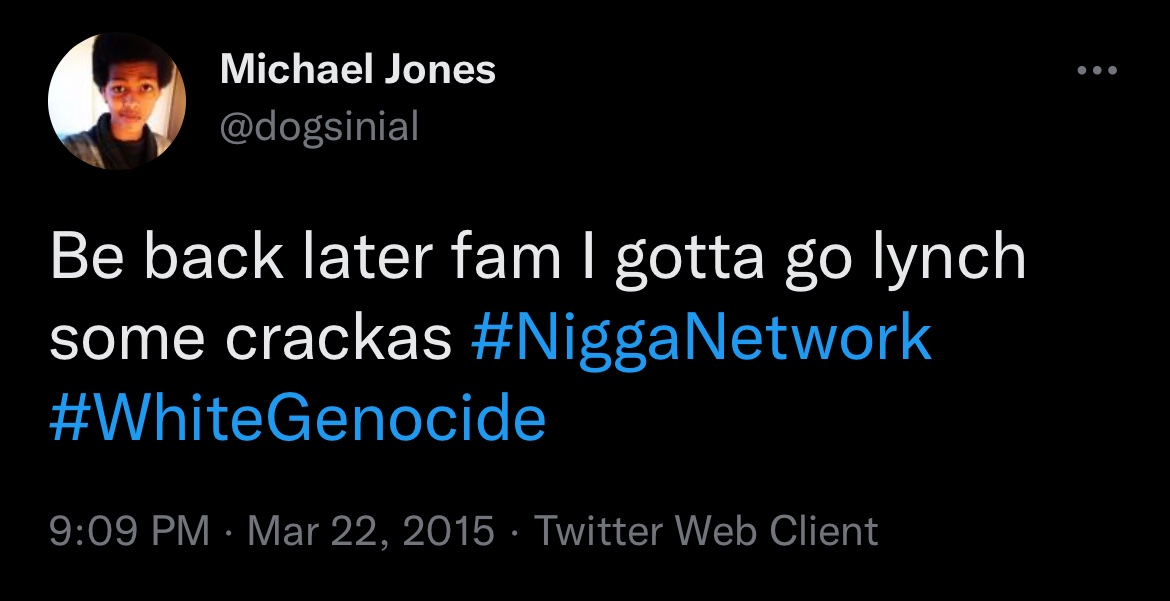 Michael Jones
@dogsinial
Be back later fam I gotta go lynch
some crackas #NiggaNetwork
#WhiteGenocide
9:09 PM · Mar 22, 2015 · Twitter Web Client